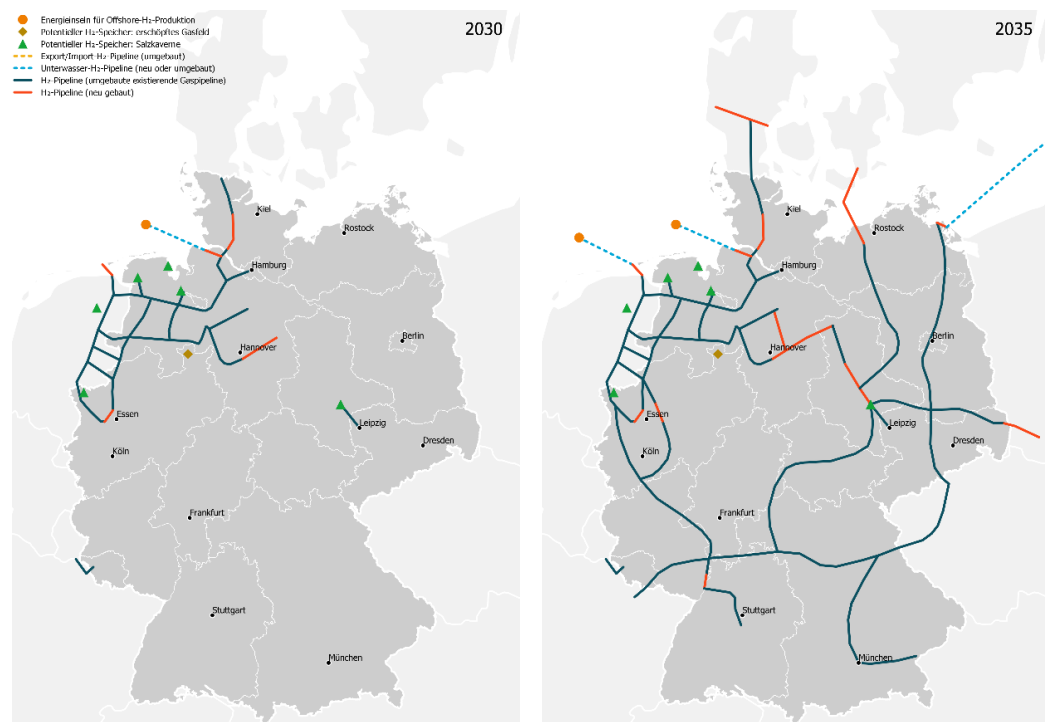 Energieinseln für Offshore-H₂-Produktion
Potentieller H₂-Speicher: erschöpftes Gasfeld
Potentieller H₂-Speicher: Salzkaverne
Export/Import-H₂-Pipeline (umgebaut)
Unterwasser-H₂-Pipeline (neu oder umgebaut)
H₂-Pipeline (umgebaute existierende Gaspipeline)
H₂-Pipeline (neu gebaut)
2030
Kiel
Rostock
Hamburg
Berlin
Hannover
Essen
Leipzig
Dresden
Köln
Frankfurt
Stuttgart
München
2035
Kiel
Rostock
Hamburg
Berlin
Hannover
Essen
Leipzig
Dresden
Köln
Frankfurt
Stuttgart
München